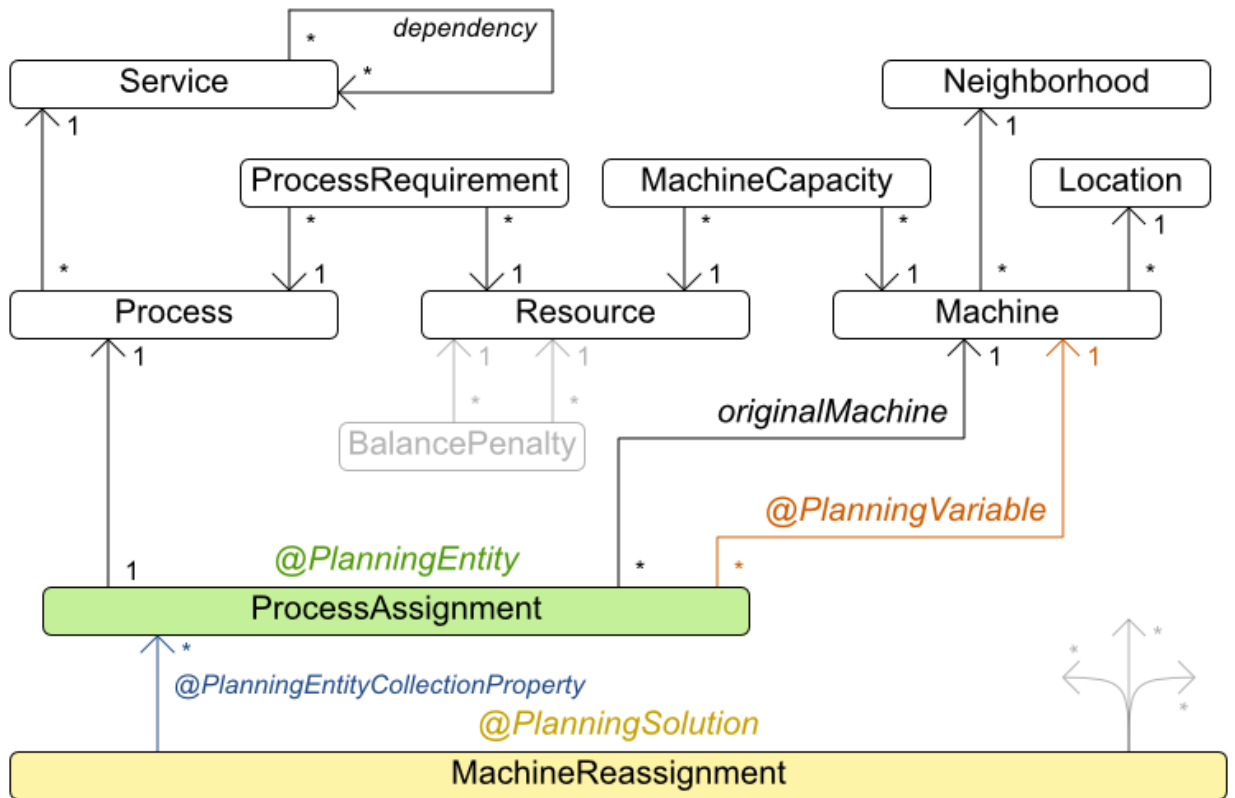 dependency
*
*
Service
Neighborhood
1
1
ProcessRequirement
MachineCapacity
Location
*
*
*
*
1
*
1
1
1
1
*
*
Process
Resource
Machine
1
1
1
1
1
*
*
originalMachine
BalancePenalty
@PlanningVariable
@PlanningEntity
1
*
*
ProcessAssignment
*
*
*
@PlanningEntityCollectionProperty
*
@PlanningSolution
MachineReassignment